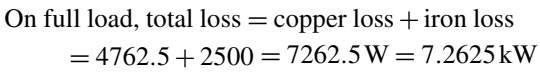 On full load, total loss = copper loss + iron loss
= 4762.5 + 2500 = 7262.5 W = 7.2625 kW